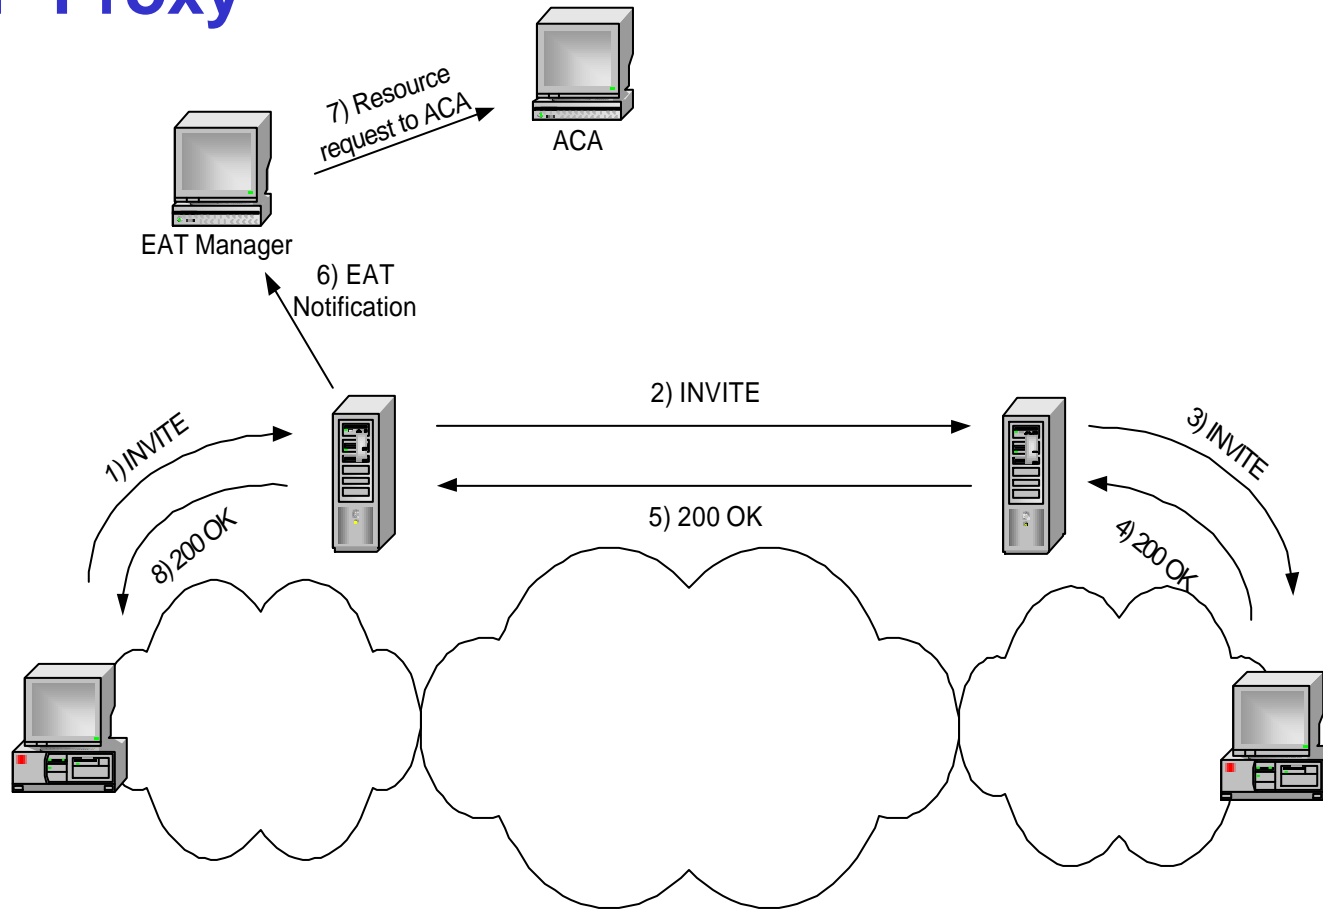 Proxy
7) Resource
request to ACA
ACA
EAT Manager
6) EAT
Notification
2) INVITE
1) INVITE
3) INVITE
5) 200 OK
8) 200 OK
4) 200 OK